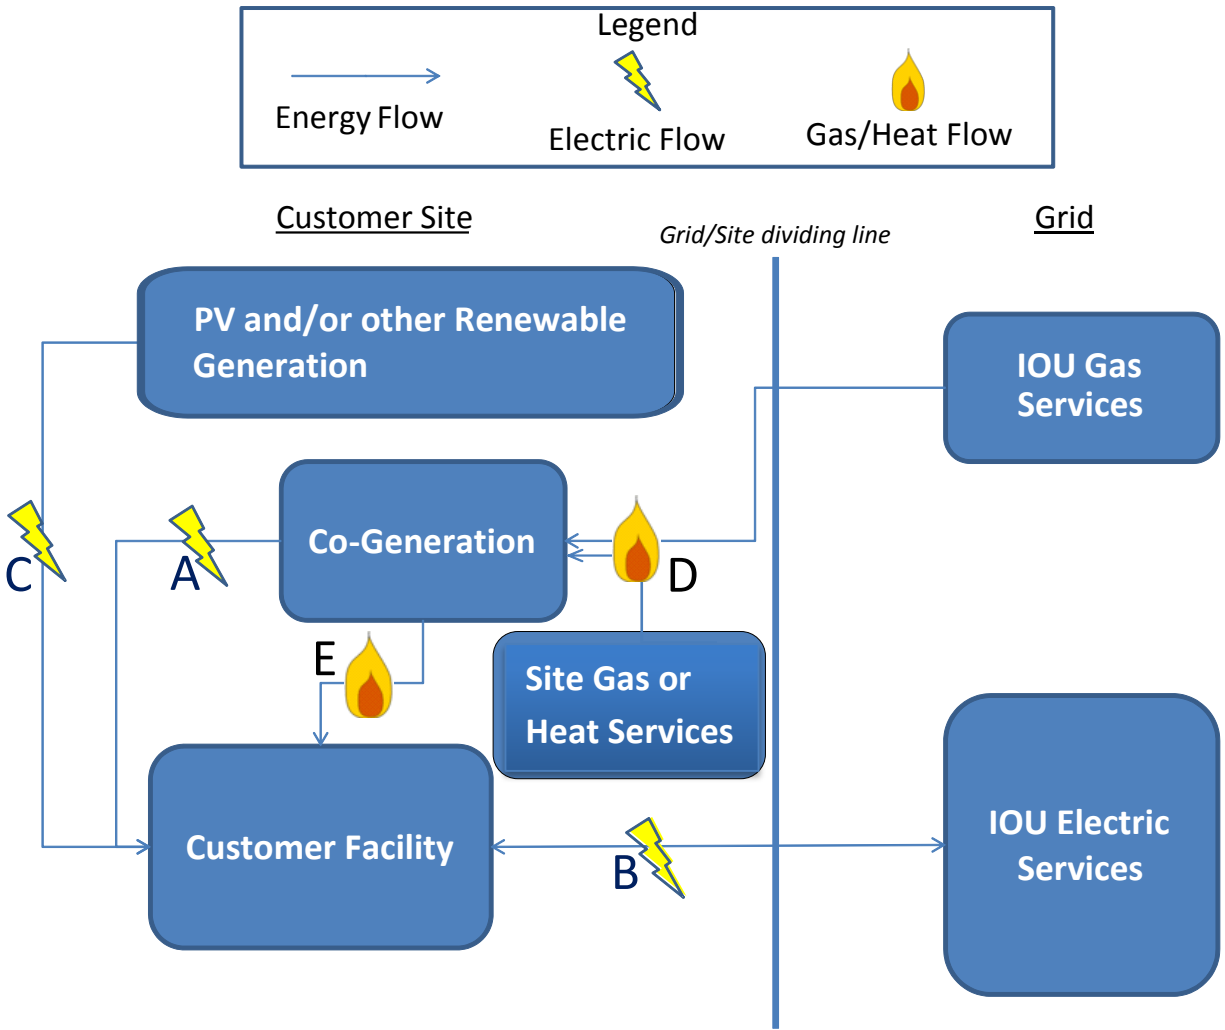 Legend
Energy Flow
Electric Flow
Gas/Heat Flow
Customer Site
Grid/Site dividing line
Grid
PV and/or other Renewable
Generation
IOU Gas
Services
Co-Generation
C
A
D
E
Site Gas or
Heat Services
Customer Facility
B
IOU Electric
Services